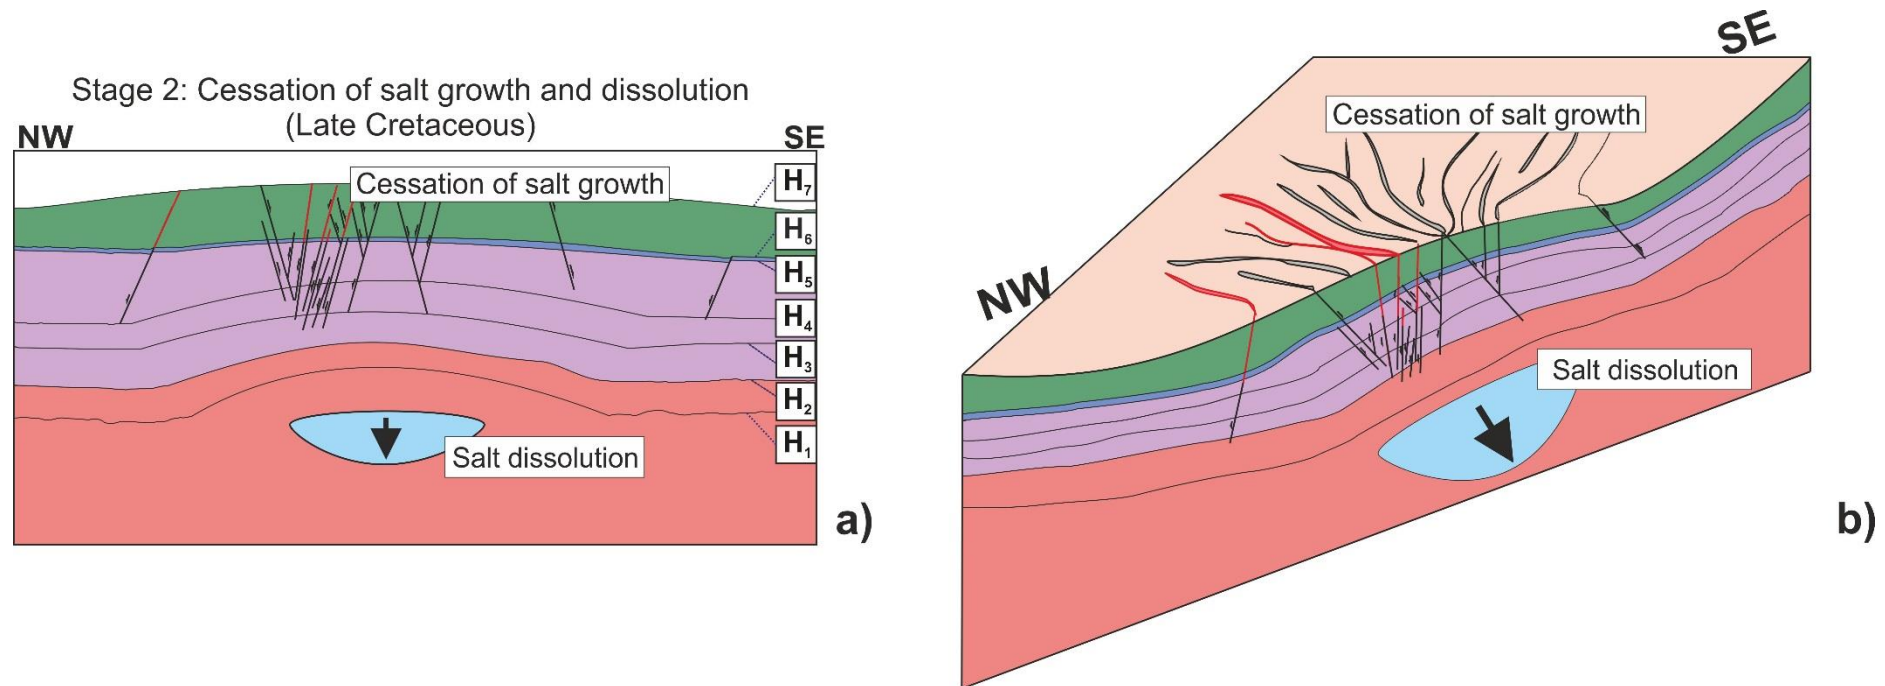 Stage 2: Cessation of salt growth and dissolution
(Late Cretaceous)
NW
SE
Cessation of salt growth
H7
H6
H5
H4
H3
H2
H1
Salt dissolution
a)
SE
Cessation of salt growth
NW
Salt dissolution
b)